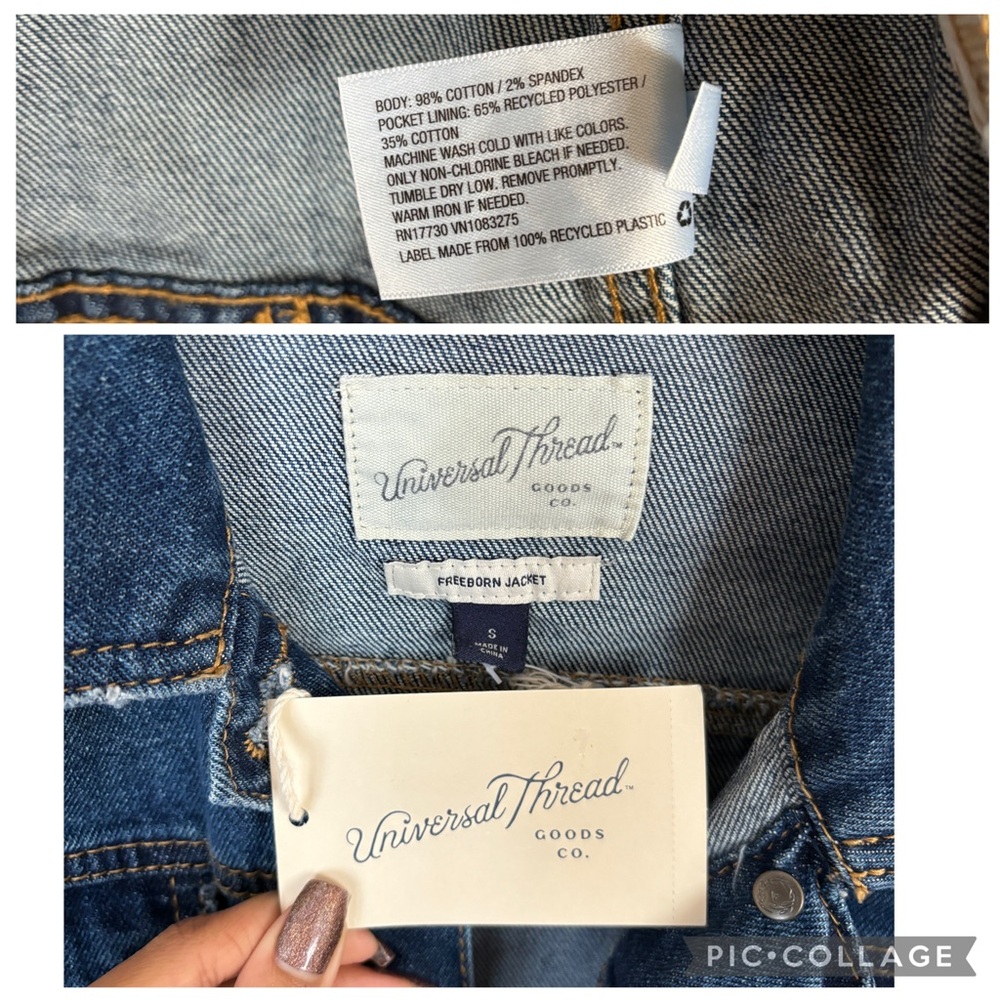 BODY: 98% COTTON / 2% SPANDEX
POCKET LINING: 65% RECYCLED POLYESTER /
35% COTTON
MACHINE WASH COLD WITH LIKE COLORS.
ONLY NON-CHLORINE BLEACH IF NEEDED.
TUMBLE DRY LOW. REMOVE PROMPTLY.
WARM IRON IF NEEDED.
RN17730 VN1083275
LABEL MADE FROM 100% RECYCLED PLASTIC
Universal Thread™
GOODS
CO.
FREEBORN JACKET
S
MADE IN
CHINA
Universal Thread™
GOODS
CO.
PIC•COLLAGE